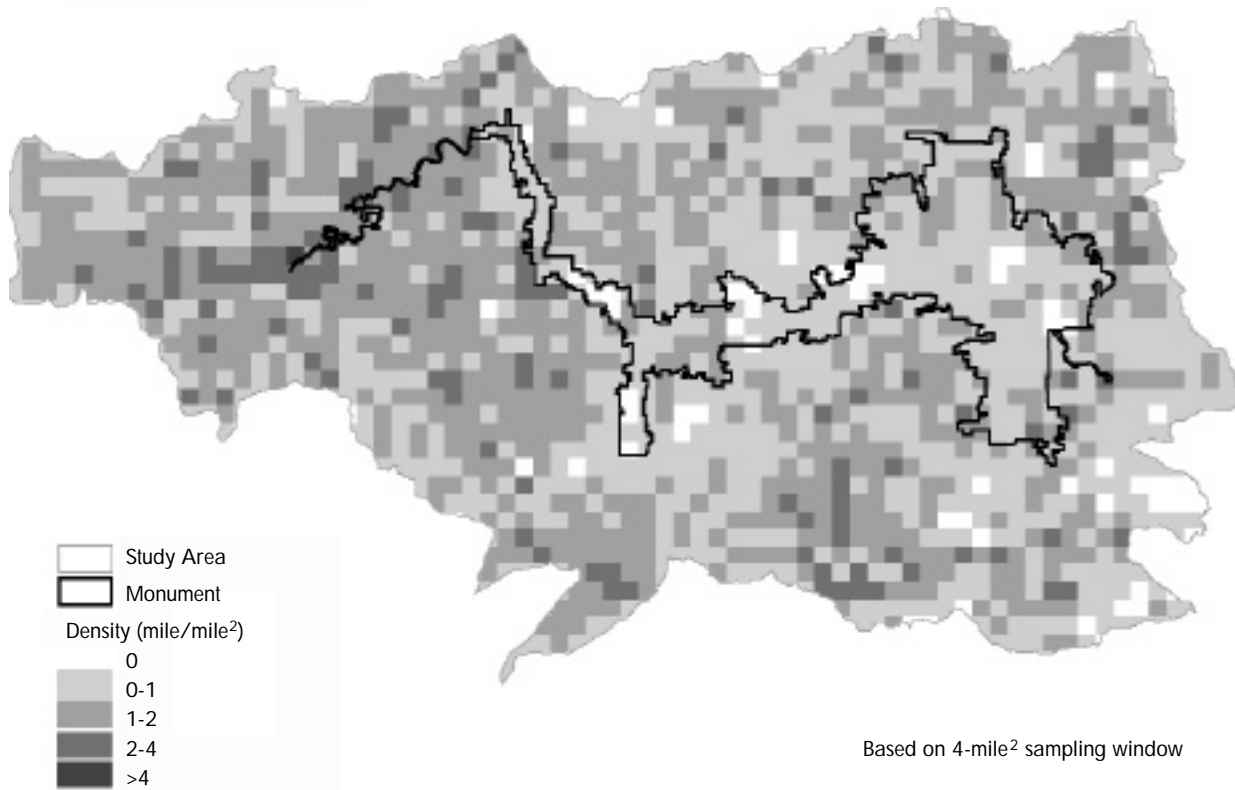 Study Area
Monument
Density (mile/mile²)
0
0-1
1-2
2-4
>4
Based on 4-mile² sampling window